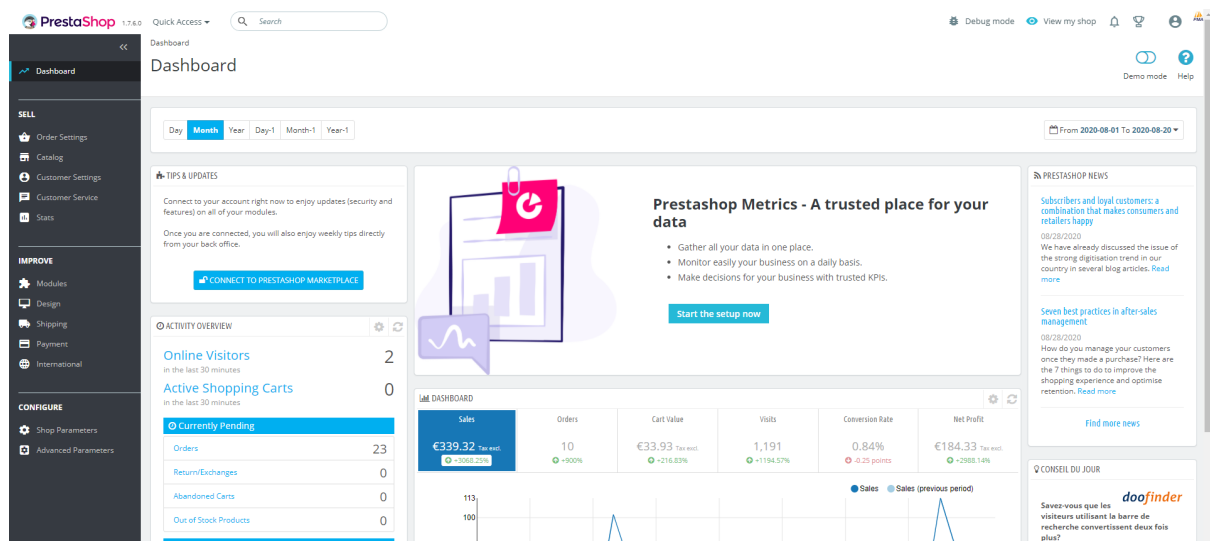 PrestaShop 1.7.6.0 Quick Access Search Debug mode View my shop
Dashboard
Dashboard
Demo mode Help
Dashboard
SELL
Order Settings
Catalog
Customer Settings
Customer Service
Stats
IMPROVE
Modules
Design
Shipping
Payment
International
CONFIGURE
Shop Parameters
Advanced Parameters
Day Month Year Day-1 Month-1 Year-1
From 2020-08-01 To 2020-08-20
TIPS & UPDATES
Connect to your account right now to enjoy updates (security and
features) on all of your modules.
Once you are connected, you will also enjoy weekly tips directly
from your back office.
CONNECT TO PRESTASHOP MARKETPLACE
ACTIVITY OVERVIEW
Online Visitors 2
in the last 30 minutes
Active Shopping Carts 0
in the last 30 minutes
Currently Pending
Orders 23
Return/Exchanges 0
Abandoned Carts 0
Out of Stock Products 0
Prestashop Metrics - A trusted place for your
data
Gather all your data in one place.
Monitor easily your business on a daily basis.
Make decisions for your business with trusted KPIs.
Start the setup now
DASHBOARD
Sales Orders Cart Value Visits Conversion Rate Net Profit
€339.32 Tax excl. 10 €33.93 Tax excl. 1,191 0.84% €184.33 Tax excl.
+3068.25% +900% +216.83% +1194.57% -0.25 points +2988.14%
Sales Sales (previous period)
113
100
PRESTASHOP NEWS
Subscribers and loyal customers: a
combination that makes consumers and
retailers happy
08/28/2020
We have already discussed the issue of
the strong digitisation trend in our
country in several blog articles. Read
more
Seven best practices in after-sales
management
08/28/2020
How do you manage your customers
once they made a purchase? Here are
the 7 things to do to improve the
shopping experience and optimise
retention. Read more
Find more news
CONSEIL DU JOUR
doofinder
Savez-vous que les
visiteurs utilisant la barre de
recherche convertissent deux fois
plus?